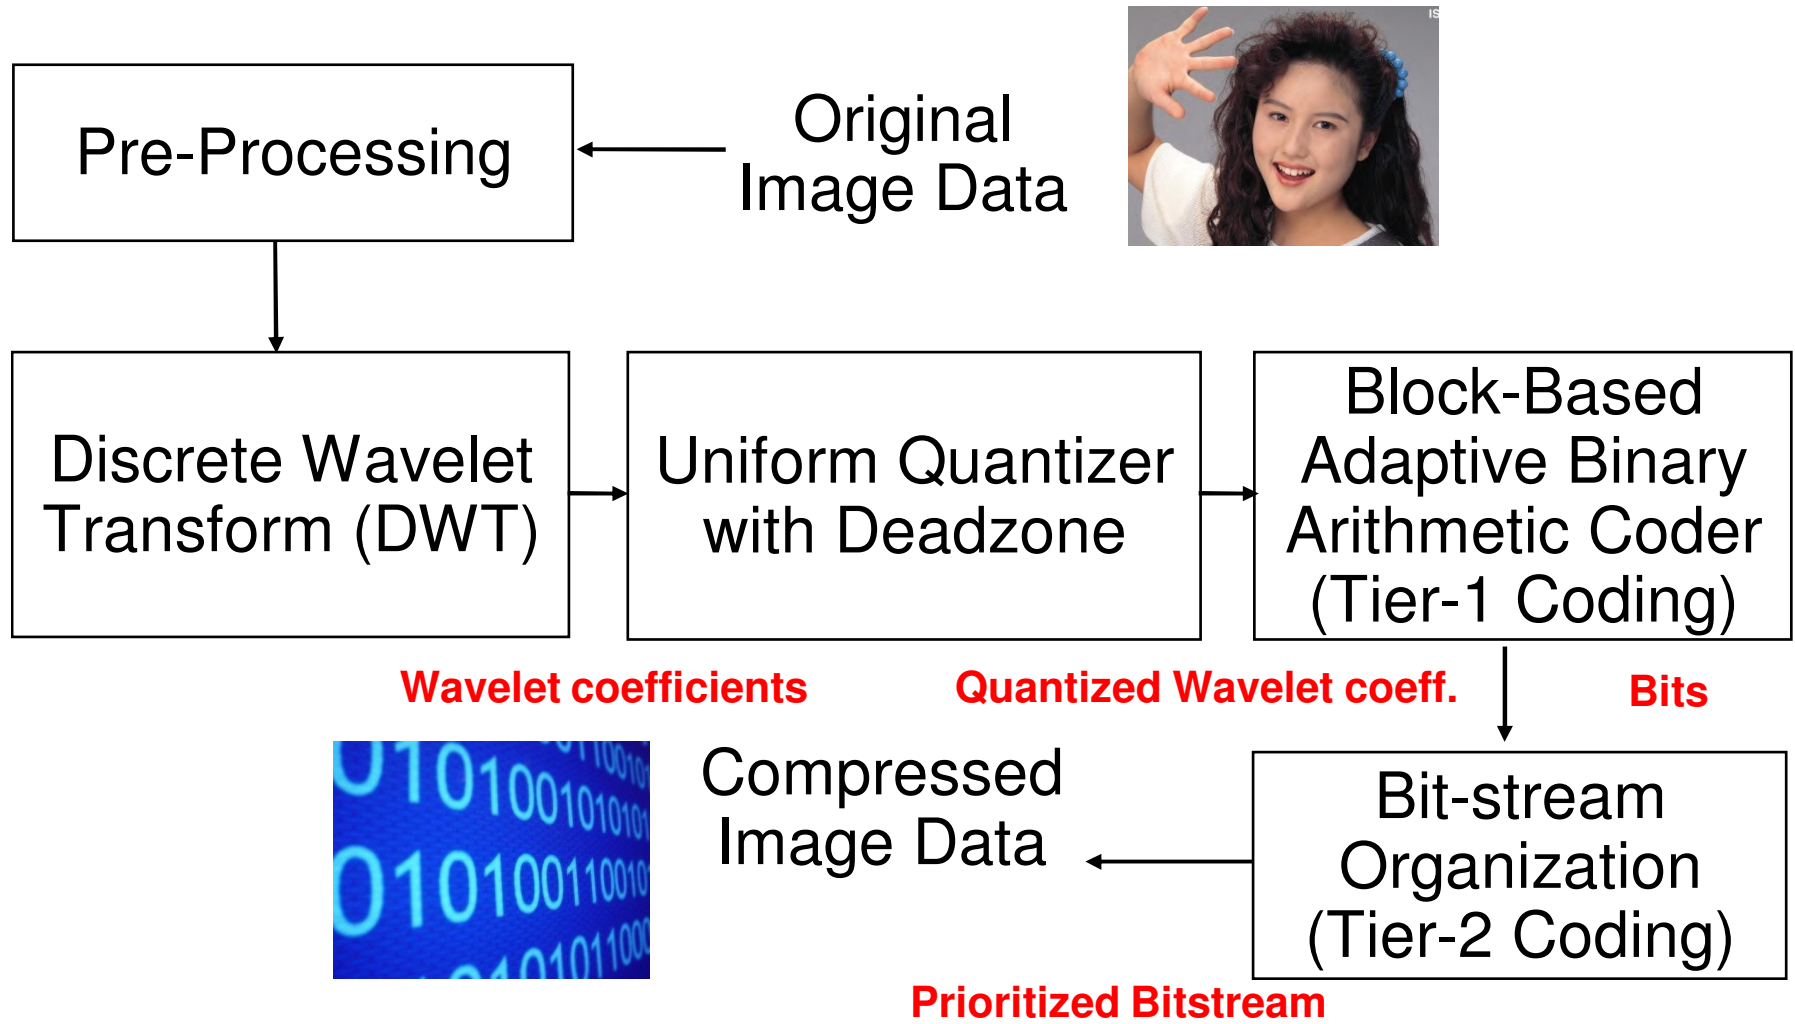 IS
Original
Image Data
Pre-Processing
Discrete Wavelet
Transform (DWT)
Uniform Quantizer
with Deadzone
Block-Based
Adaptive Binary
Arithmetic Coder
(Tier-1 Coding)
Wavelet coefficients
Quantized Wavelet coeff.
Bits
Compressed
Image Data
Bit-stream
Organization
(Tier-2 Coding)
Prioritized Bitstream